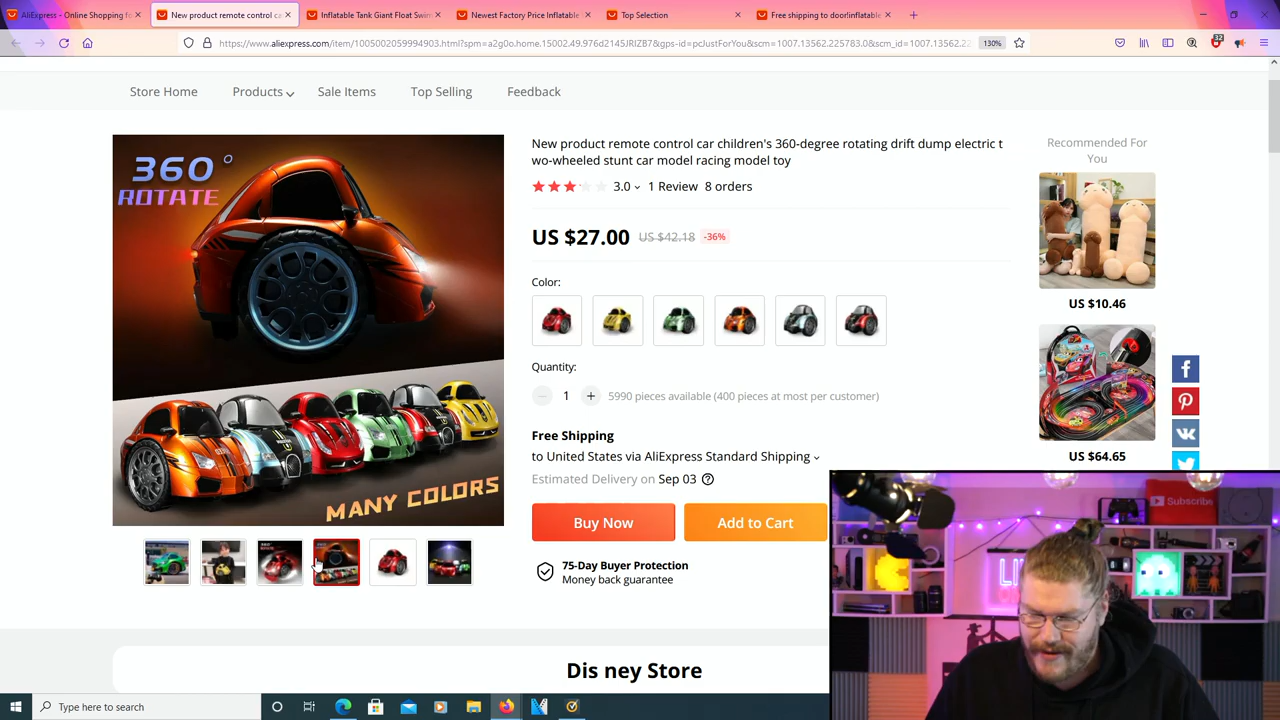 AliExpress - Online Shopping fo
New product remote control ca
Inflatable Tank Giant Float Swim
Newest Factory Price Inflatable
Top Selection
Free shipping to door!inflatable
https://www.aliexpress.com/item/1005002059994903.html?spm=a2g0o.home.15002.49.976d2145JRIZB7&gps-id=pcJustForYou&scm=1007.13562.225783.0&scm_id=1007.13562.22
130%
32
Store Home
Products
Sale Items
Top Selling
Feedback
360°
ROTATE
MANY COLORS
New product remote control car children's 360-degree rotating drift dump electric t
wo-wheeled stunt car model racing model toy
3.0
1 Review
8 orders
US $27.00
US $42.18
-36%
Color:
Quantity:
1
5990 pieces available (400 pieces at most per customer)
Free Shipping
to United States via AliExpress Standard Shipping
Estimated Delivery on Sep 03
Buy Now
Add to Cart
75-Day Buyer Protection
Money back guarantee
Recommended For
You
US $10.46
US $64.65
Dis ney Store
Subscribe
Type here to search